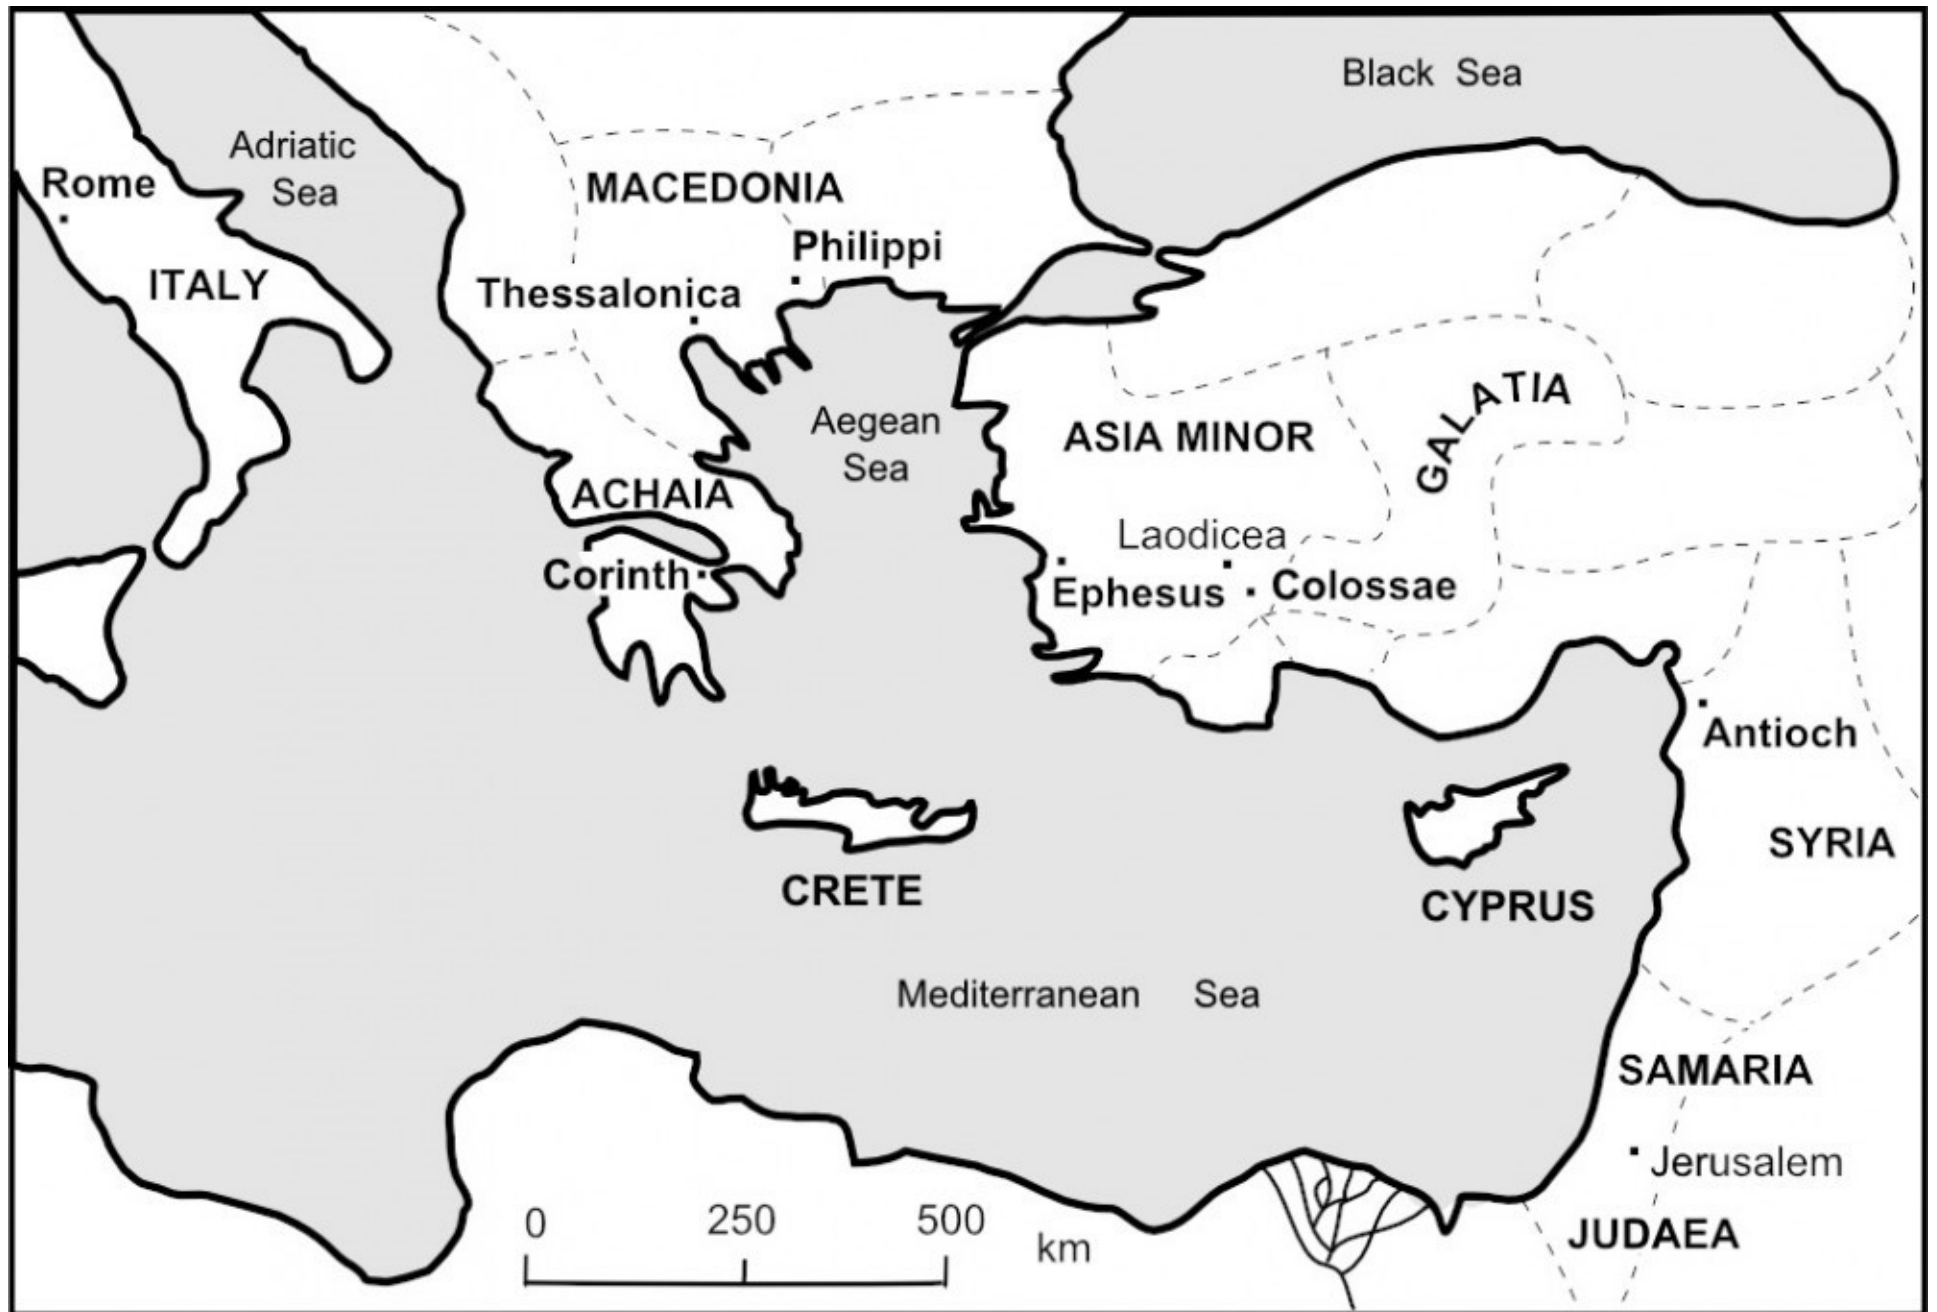 Black Sea
Adriatic
Sea
Rome
MACEDONIA
Philippi
ITALY
Thessalonica
GALATIA
Aegean
Sea
ASIA MINOR
ACHAIA
Laodicea
Corinth
Ephesus
Colossae
Antioch
SYRIA
CRETE
CYPRUS
Mediterranean Sea
SAMARIA
Jerusalem
0 250 500
km
JUDAEA